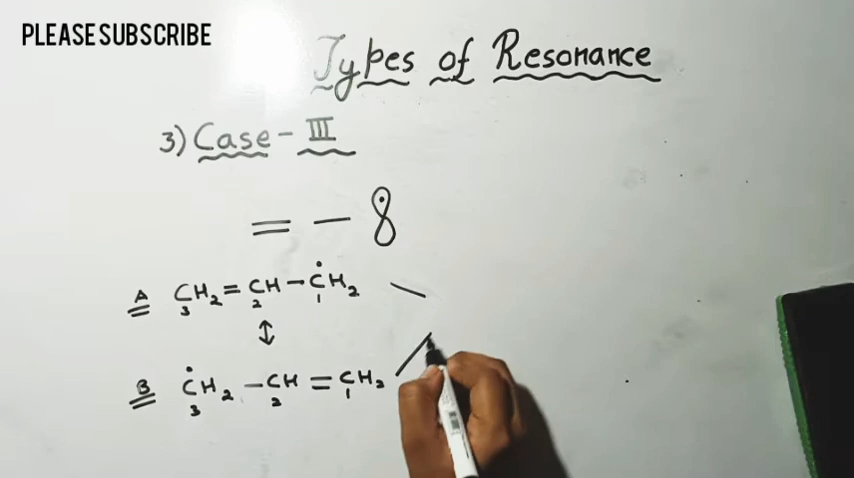 PLEASE SUBSCRIBE
Types of Resonance
3) Case - III
= - 8
A CH2 = CH - ĊH2
3 2 1
↕
B ĊH2 - CH = CH2
3 2 1